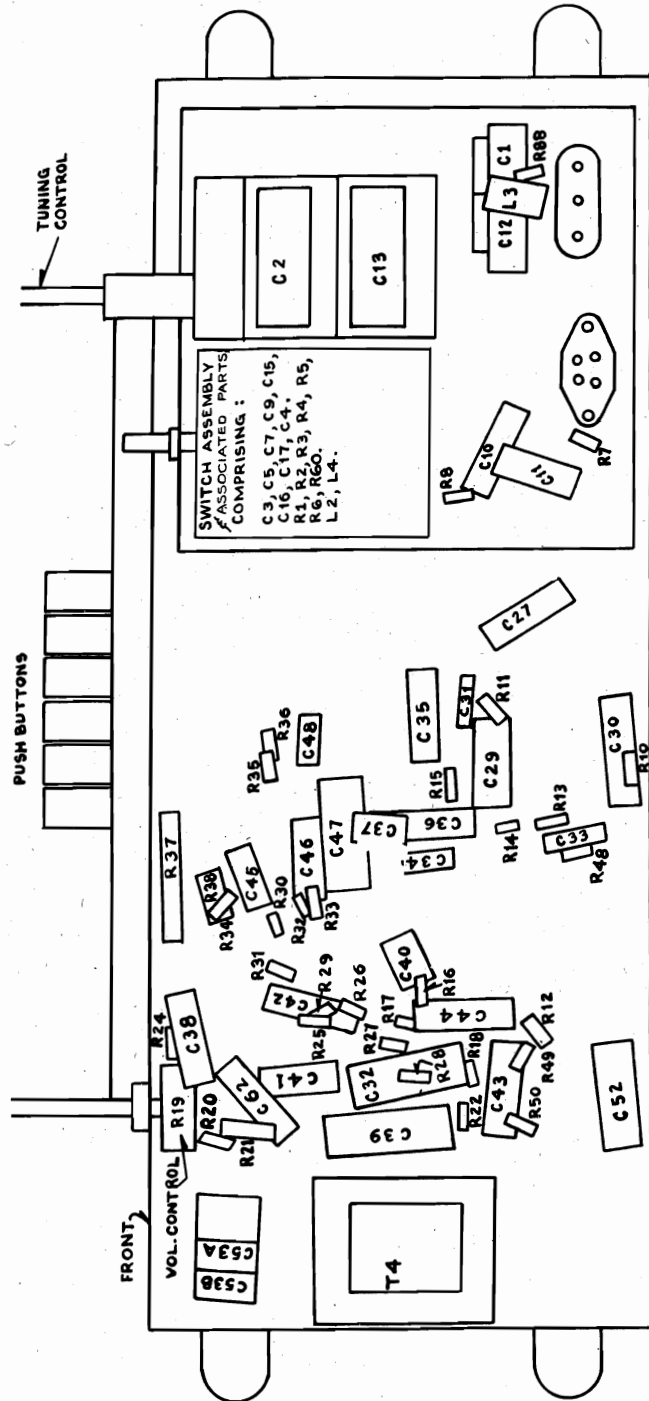 TUNING
CONTROL
PUSH BUTTONS
FRONT
VOL. CONTROL
SWITCH ASSEMBLY
& ASSOCIATED PARTS,
COMPRISING :
C3, C5, C7, C9, C15,
C16, C17, C4.
R1, R2, R3, R4, R5,
R6, R60.
L2, L4.
C2
C13
C1
L3
C12
R88
R8
C10
C11
R7
C27
R36
R35
C48
C35
C31
R11
C29
R15
C30
R10
R37
C47
C46
C37
C36
C34
R14
R13
C33
R48
R38
R34
C45
R30
R32
R33
R31
C42
R29
R25
R26
C40
R16
R17
C44
R12
R24
C38
R19
R20
R21
C62
C41
R27
C32
R28
R18
C43
R49
R50
R22
C39
C52
C53A
C53B
T4